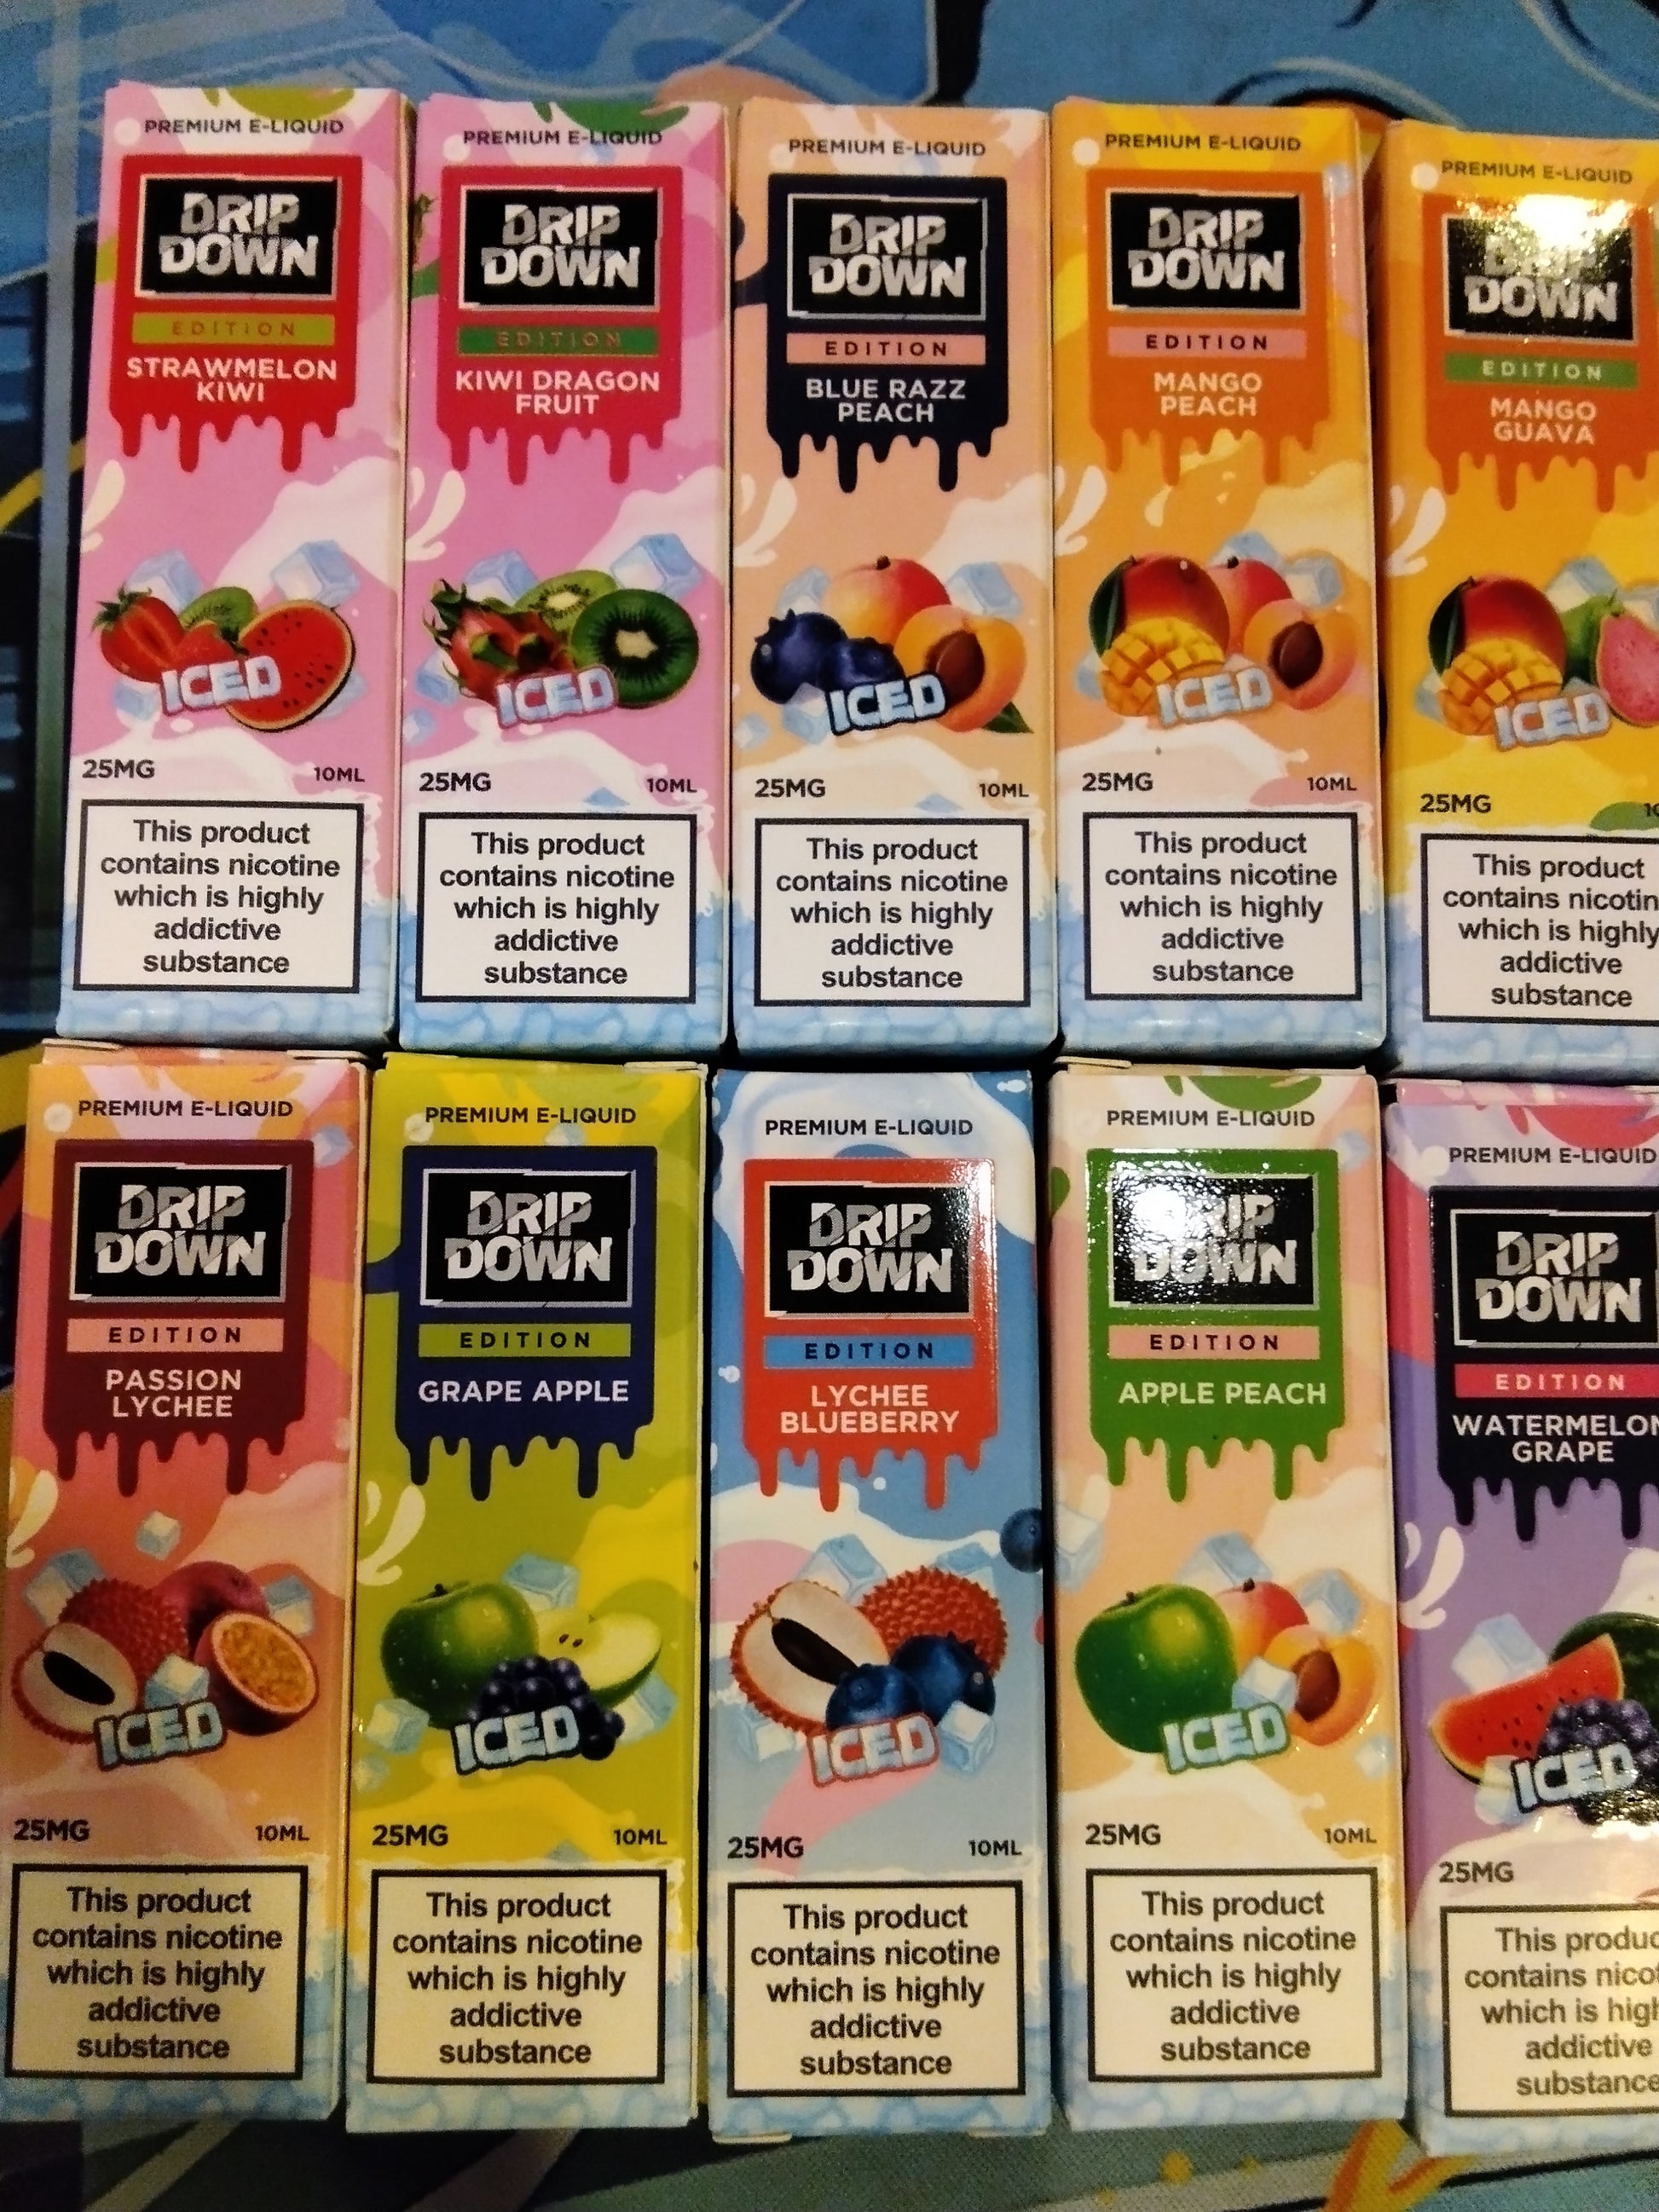 PREMIUM E-LIQUID
DRIP
DOWN
EDITION
STRAWMELON
KIWI
ICED
25MG 10ML
This product
contains nicotine
which is highly
addictive
substance
PREMIUM E-LIQUID
DRIP
DOWN
EDITION
KIWI DRAGON
FRUIT
ICED
25MG 10ML
This product
contains nicotine
which is highly
addictive
substance
PREMIUM E-LIQUID
DRIP
DOWN
EDITION
BLUE RAZZ
PEACH
ICED
25MG 10ML
This product
contains nicotine
which is highly
addictive
substance
PREMIUM E-LIQUID
DRIP
DOWN
EDITION
MANGO
PEACH
ICED
25MG 10ML
This product
contains nicotine
which is highly
addictive
substance
PREMIUM E-LIQUID
DRIP
DOWN
EDITION
MANGO
GUAVA
ICED
25MG
This product
contains
which is highly
addictive
substance
PREMIUM E-LIQUID
DRIP
DOWN
EDITION
PASSION
LYCHEE
ICED
25MG 10ML
This product
contains nicotine
which is highly
addictive
substance
PREMIUM E-LIQUID
DRIP
DOWN
EDITION
GRAPE APPLE
ICED
25MG 10ML
This product
contains nicotine
which is highly
addictive
substance
PREMIUM E-LIQUID
DRIP
DOWN
EDITION
LYCHEE
BLUEBERRY
ICED
25MG 10ML
This product
contains nicotine
which is highly
addictive
substance
PREMIUM E-LIQUID
DRIP
DOWN
EDITION
APPLE PEACH
ICED
25MG 10ML
This product
contains nicotine
which is highly
addictive
substance
PREMIUM E-LIQUID
DRIP
DOWN
EDITION
WATERMELON
GRAPE
ICED
25MG
This
contains
which is
addictive
substance